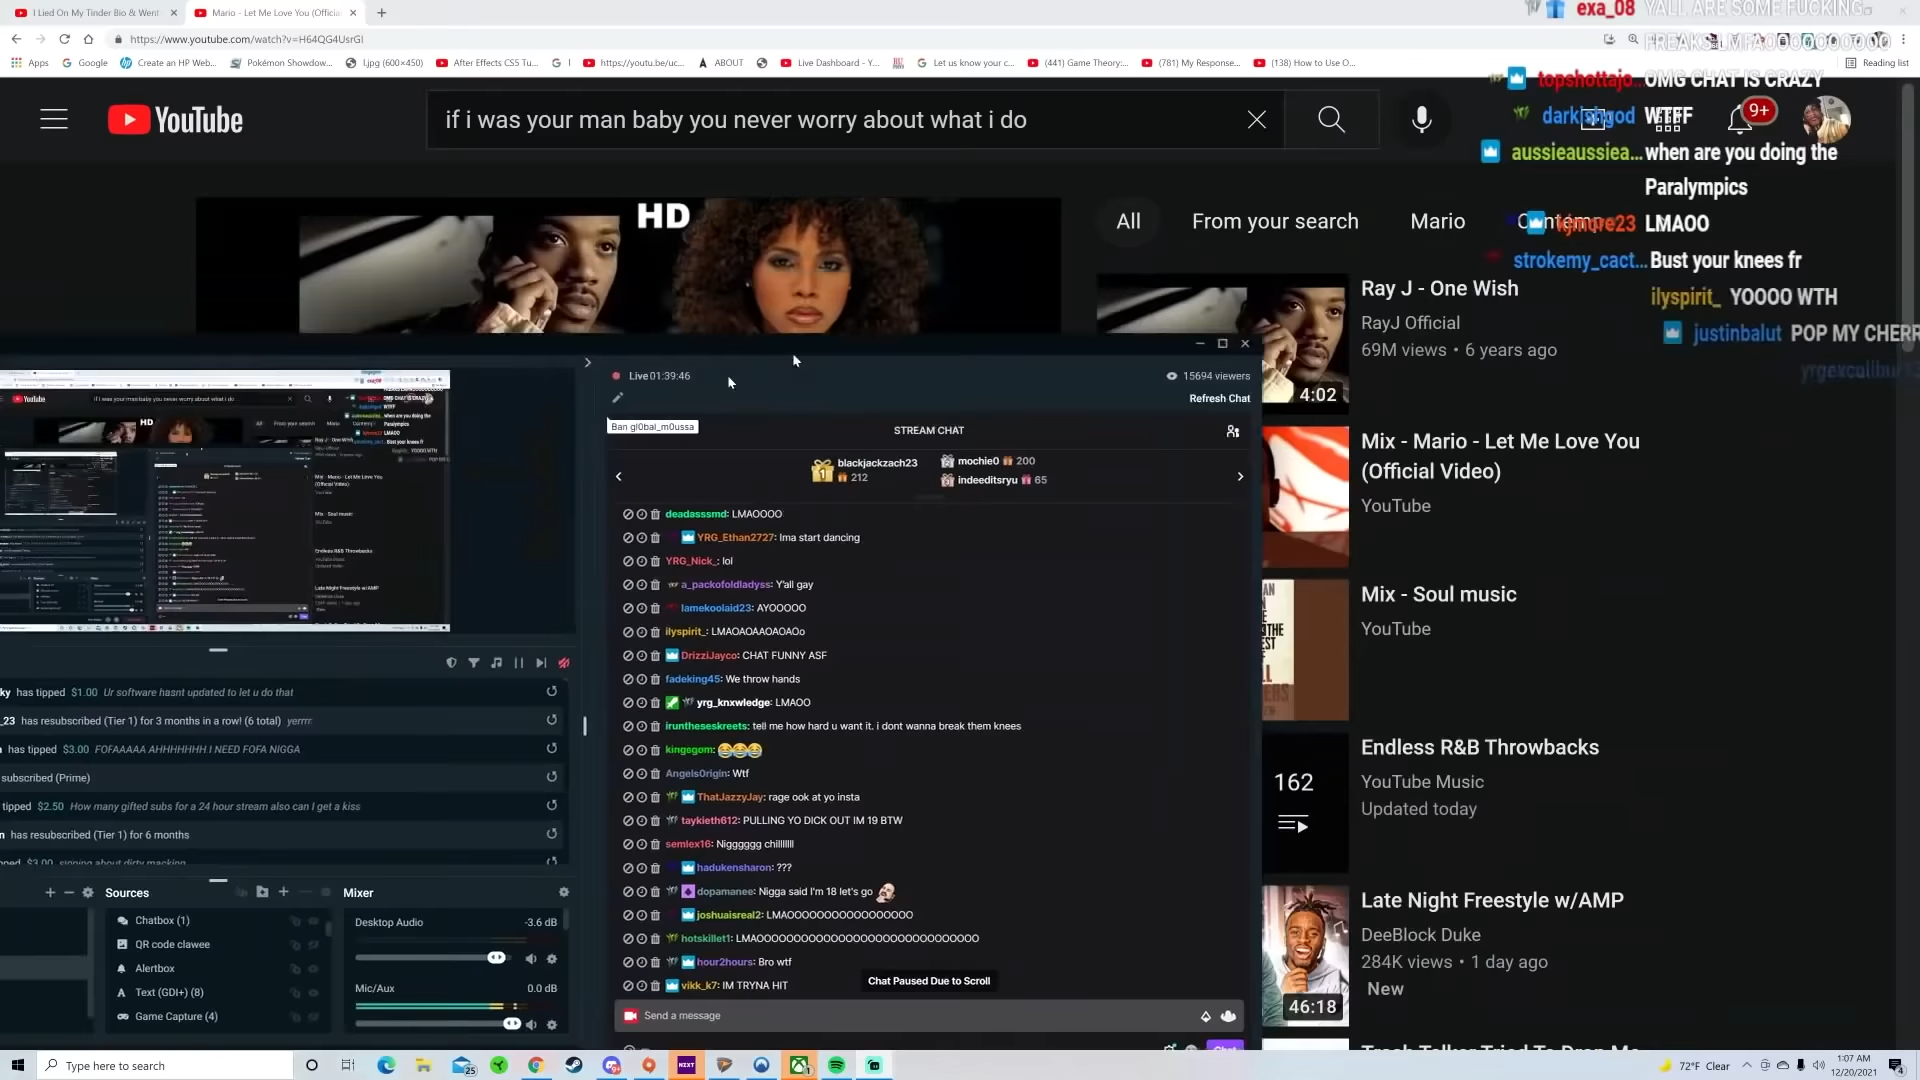 I Lied On My Tinder Bio & Went
Mario - Let Me Love You (Officia
exa_08 YALL ARE SOME FUCKING
FREAKS LMFAOOOOOOOOOOO
https://www.youtube.com/watch?v=H64QG4UsrGI
Apps
Google
Create an HP Web...
Pokémon Showdow...
I.jpg (600×450)
After Effects CS5 Tu...
https://youtu.be/uc...
ABOUT
Live Dashboard - Y...
Let us know your c...
(441) Game Theory:...
(781) My Response...
(138) How to Use O...
Reading list
topshottajo... OMG CHAT IS CRAZY
YouTube
if i was your man baby you never worry about what i do
9+
WTFF
aussieaussiea... when are you doing the
Paralympics
HD
All
From your search
Mario
kjmore23 LMAOO
strokemy_cact... Bust your knees fr
ilyspirit_ YOOOO WTH
justinbalut POP MY CHERR
Ray J - One Wish
RayJ Official
69M views • 6 years ago
4:02
Mix - Mario - Let Me Love You
(Official Video)
YouTube
Mix - Soul music
YouTube
Endless R&B Throwbacks
YouTube Music
Updated today
162
Late Night Freestyle w/AMP
DeeBlock Duke
284K views • 1 day ago
New
46:18
Live 01:39:46
15694 viewers
Refresh Chat
Ban gl0bal_m0ussa
STREAM CHAT
blackjackzach23
212
mochie0 200
indeeditsryu 65
deadasssmd: LMAOOOO
YRG_Ethan2727: Ima start dancing
YRG_Nick_: lol
a_packofoldladyss: Y'all gay
lamekoolaid23: AYOOOOO
ilyspirit_: LMAOAOAAOAOAOo
DrizziJayco: CHAT FUNNY ASF
fadeking45: We throw hands
yrg_knxwledge: LMAOO
iruntheseskreets: tell me how hard u want it. i dont wanna break them knees
kingsgom:
Angels0rigin: Wtf
ThatJazzyJay: rage ook at yo insta
taykieth612: PULLING YO DICK OUT IM 19 BTW
semlex16: Nigggggg chillllllll
hadukensharon: ???
dopamanee: Nigga said I'm 18 let's go
joshuaisreal2: LMAOOOOOOOOOOOOOOOOO
hotskillet1: LMAOOOOOOOOOOOOOOOOOOOOOOOOOOOOO
hour2hours: Bro wtf
vikk_k7: IM TRYNA HIT
Chat Paused Due to Scroll
Send a message
Chat
ky has tipped $1.00 Ur software hasnt updated to let u do that
_23 has resubscribed (Tier 1) for 3 months in a row! (6 total) yerrrr
has tipped $3.00 FOFAAAAA AHHHHHHH I NEED FOFA NIGGA
subscribed (Prime)
tipped $2.50 How many gifted subs for a 24 hour stream also can I get a kiss
n has resubscribed (Tier 1) for 6 months
Sources
Mixer
Chatbox (1)
QR code clawee
Alertbox
Text (GDI+) (8)
Game Capture (4)
Desktop Audio
-3.6 dB
Mic/Aux
0.0 dB
Type here to search
25
NEXT
72°F Clear
1:07 AM
12/20/2021
4